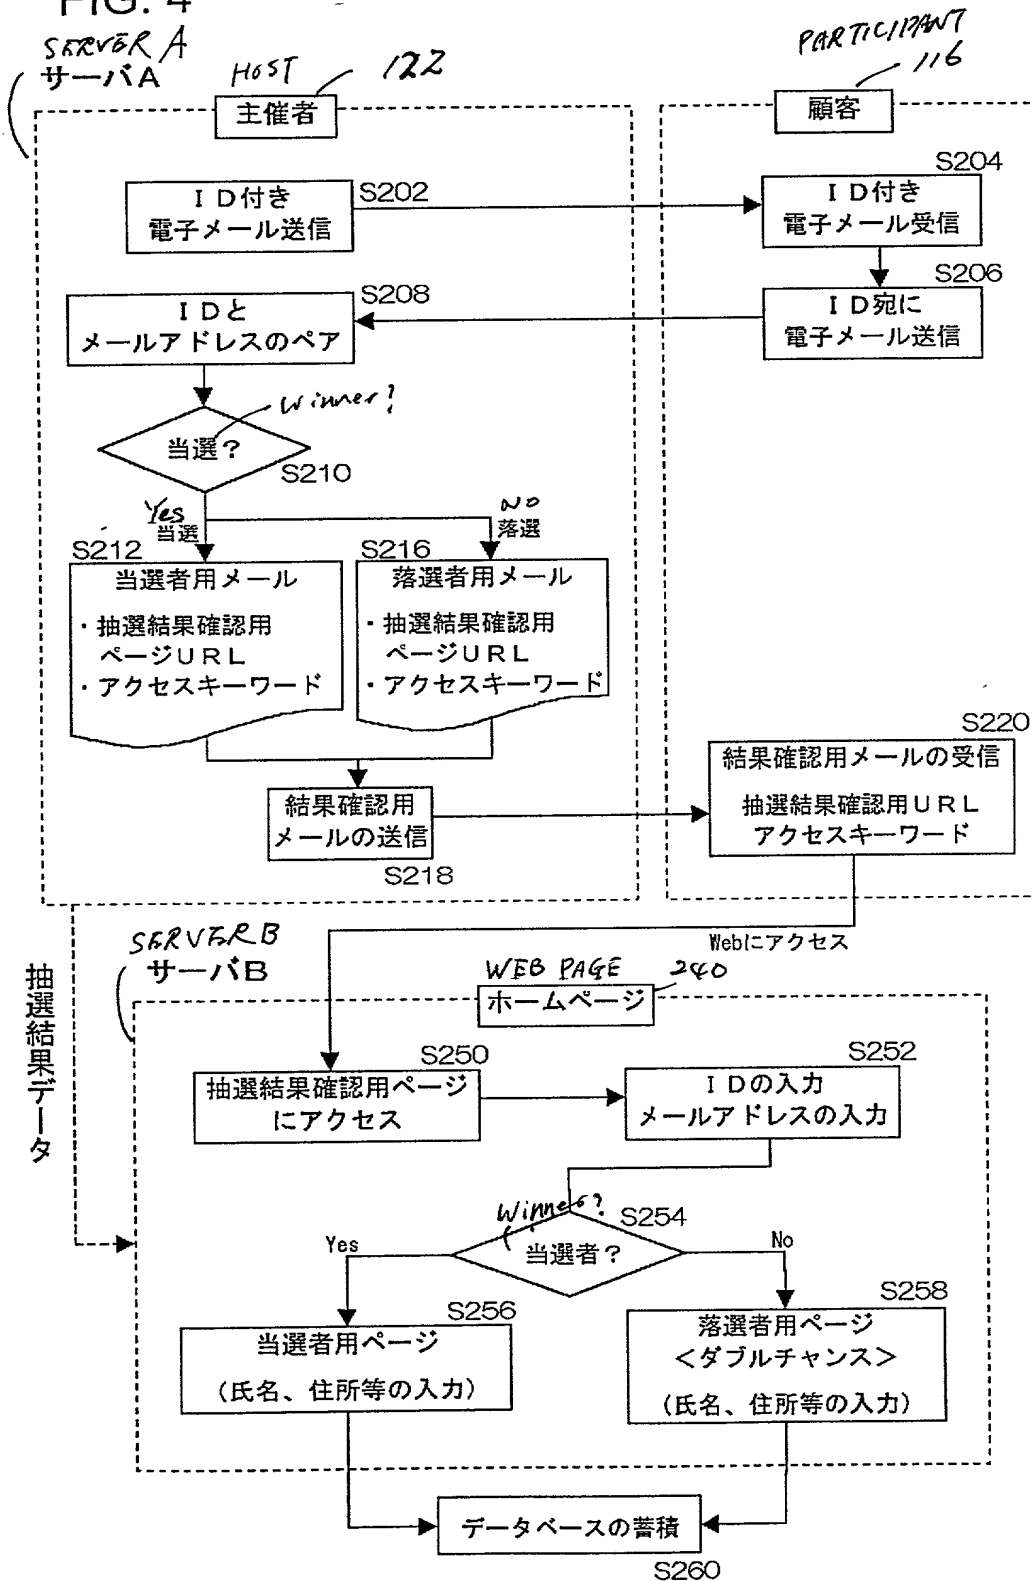 FIG. 4
SERVER A
サーバA
HOST
122
主催者
PARTICIPANT
116
顧客
S202
ID付き
電子メール送信
S204
ID付き
電子メール受信
S206
ID宛に
電子メール送信
S208
IDと
メールアドレスのペア
Winner?
当選?
S210
Yes
当選
NO
落選
S212
当選者用メール
・抽選結果確認用
ページURL
・アクセスキーワード
S216
落選者用メール
・抽選結果確認用
ページURL
・アクセスキーワード
結果確認用
メールの送信
S218
S220
結果確認用メールの受信
抽選結果確認用URL
アクセスキーワード
Webにアクセス
抽選結果データ
SERVER B
サーバB
WEB PAGE
240
ホームページ
S250
抽選結果確認用ページ
にアクセス
S252
IDの入力
メールアドレスの入力
Winner?
S254
当選者?
Yes
No
S256
当選者用ページ
(氏名、住所等の入力)
S258
落選者用ページ
<ダブルチャンス>
(氏名、住所等の入力)
データベースの蓄積
S260